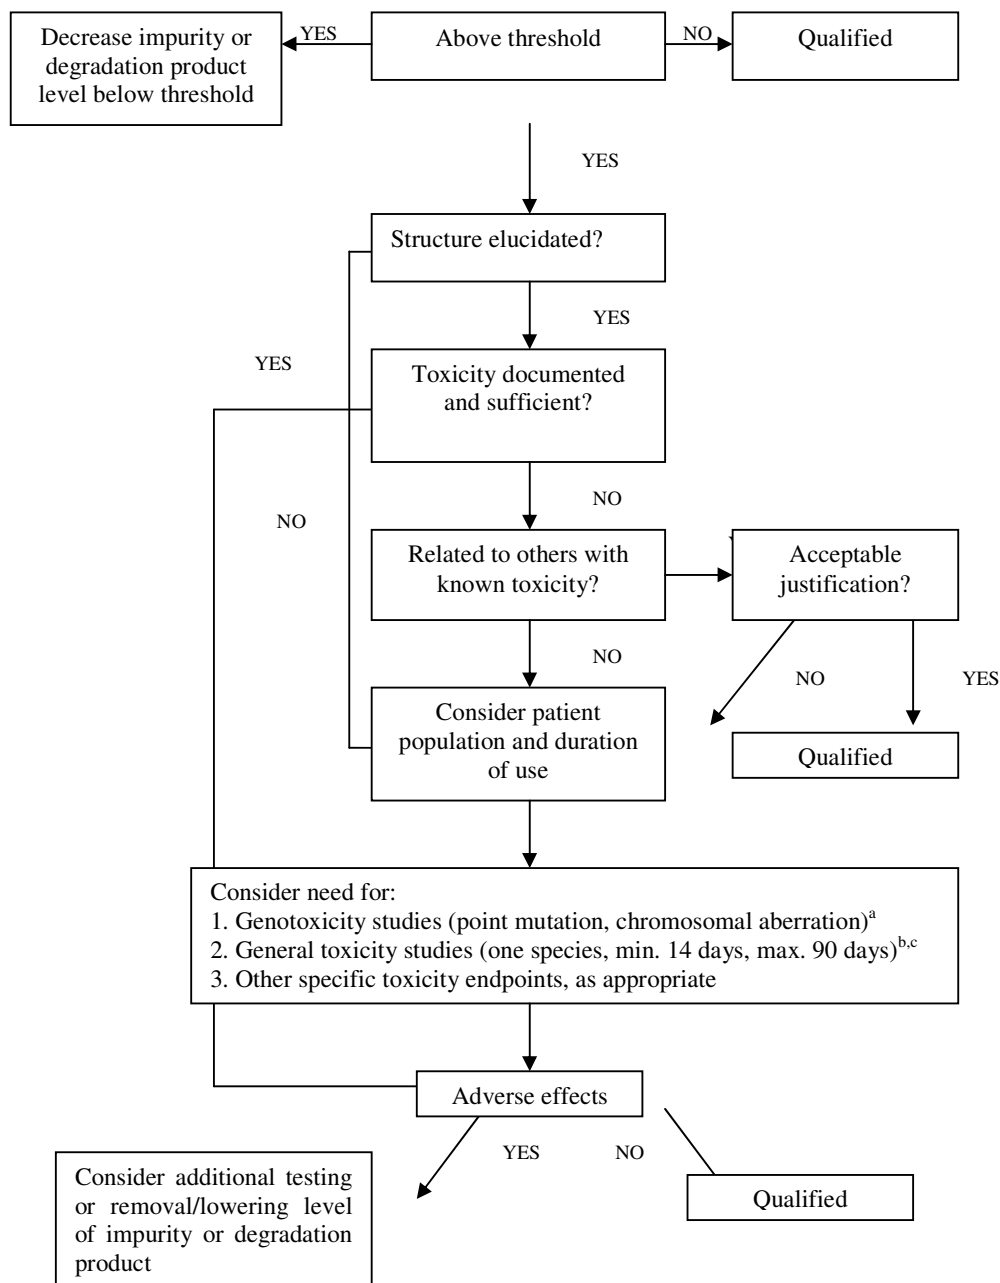 Decrease impurity or
degradation product
level below threshold
YES
Above threshold
NO
Qualified
YES
Structure elucidated?
YES
YES
Toxicity documented
and sufficient?
NO
NO
Related to others with
known toxicity?
Acceptable
justification?
NO
NO
YES
Consider patient
population and duration
of use
Qualified
Consider need for:
1. Genotoxicity studies (point mutation, chromosomal aberration)a
2. General toxicity studies (one species, min. 14 days, max. 90 days)b,c
3. Other specific toxicity endpoints, as appropriate
Adverse effects
YES
NO
Consider additional testing
or removal/lowering level
of impurity or degradation
product
Qualified